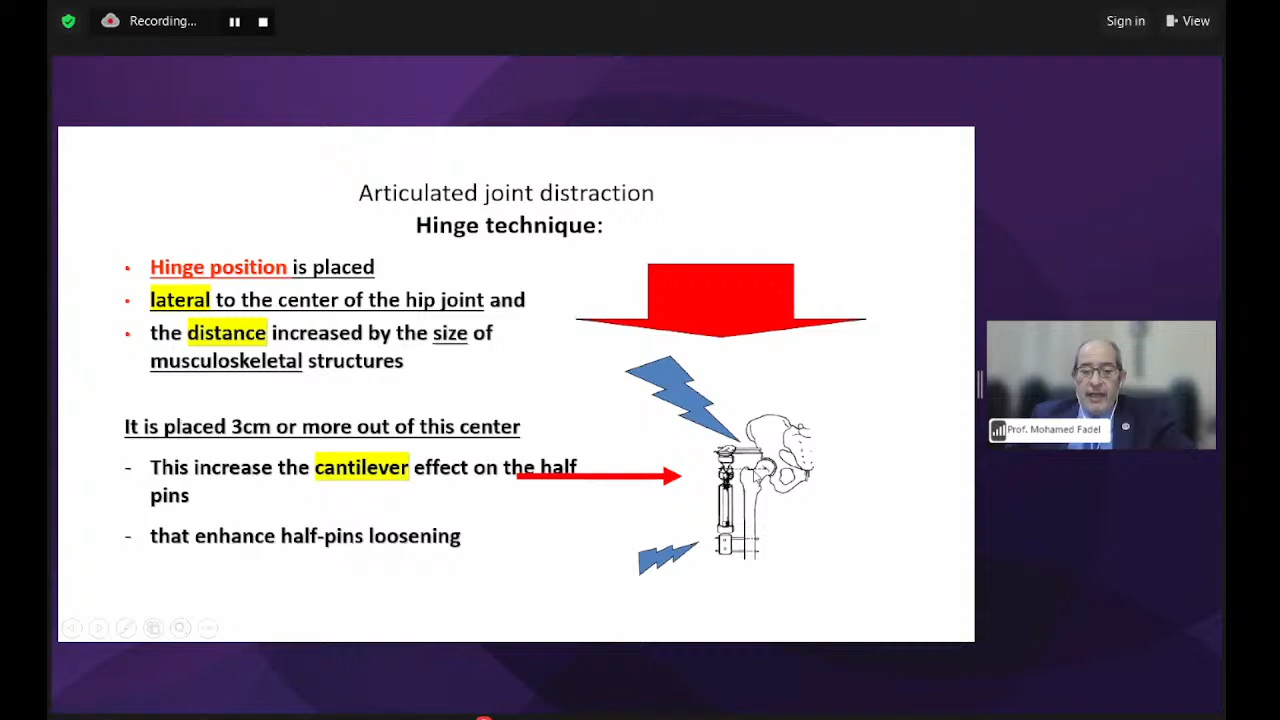 Recording...
Sign in
View
Articulated joint distraction
Hinge technique:
• Hinge position is placed
• lateral to the center of the hip joint and
• the distance increased by the size of
musculoskeletal structures
It is placed 3cm or more out of this center
- This increase the cantilever effect on the half
pins
- that enhance half-pins loosening
Prof. Mohamed Fadel